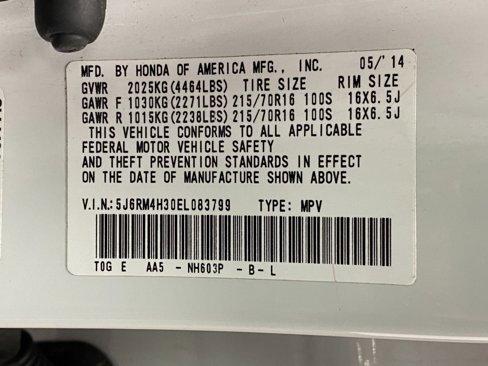 MFD. BY HONDA OF AMERICA MFG., INC. 05/'14
GVWR 2025KG(4464LBS) TIRE SIZE RIM SIZE
GAWR F 1030KG(2271LBS) 215/70R16 100S 16X6.5J
GAWR R 1015KG(2238LBS) 215/70R16 100S 16X6.5J
THIS VEHICLE CONFORMS TO ALL APPLICABLE
FEDERAL MOTOR VEHICLE SAFETY
AND THEFT PREVENTION STANDARDS IN EFFECT
ON THE DATE OF MANUFACTURE SHOWN ABOVE.
V.I.N.:5J6RM4H30EL083799 TYPE: MPV
T0G E AA5 -NH603P -B-L